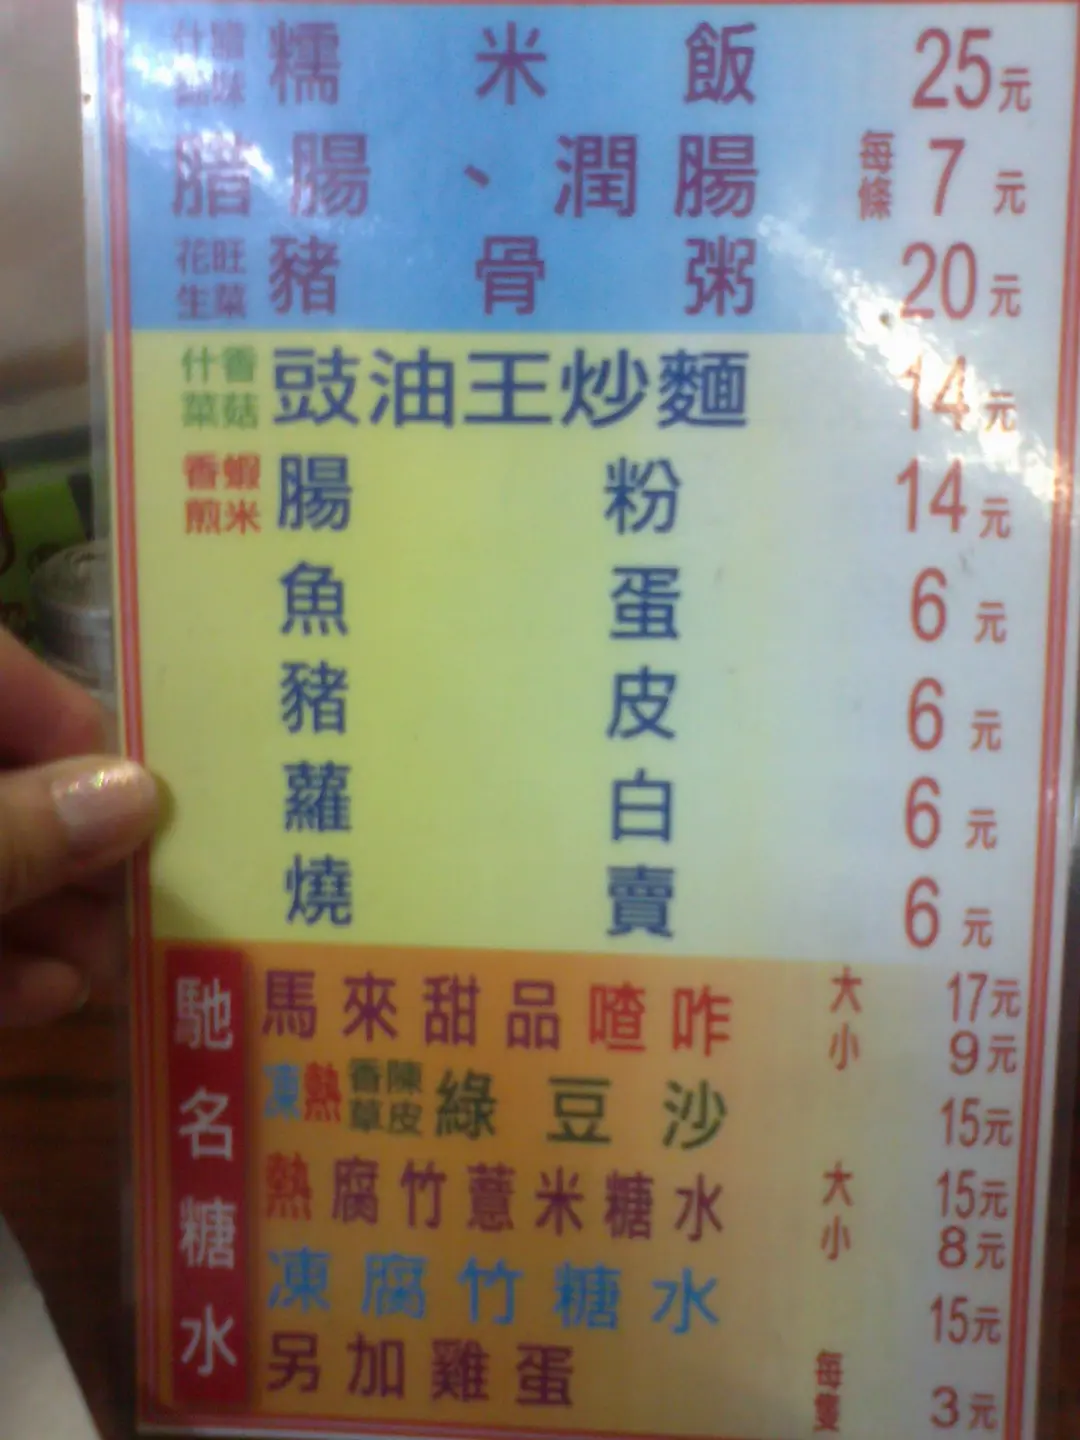 糯米飯 25元
腊腸、潤腸 每條 7元
花生 旺菜 豬骨粥 20元
什菜 香菇 豉油王炒麵 14元
香煎 蝦米 腸粉 14元
魚蛋 6元
豬皮 6元
蘿白 6元
燒賣 6元
馳名糖水
馬來甜品喳咋 大 17元
小 9元
凍熱 香草 陳皮 綠豆沙 15元
熱腐竹薏米糖水 大 15元
小 8元
凍腐竹糖水 15元
另加雞蛋 每隻 3元